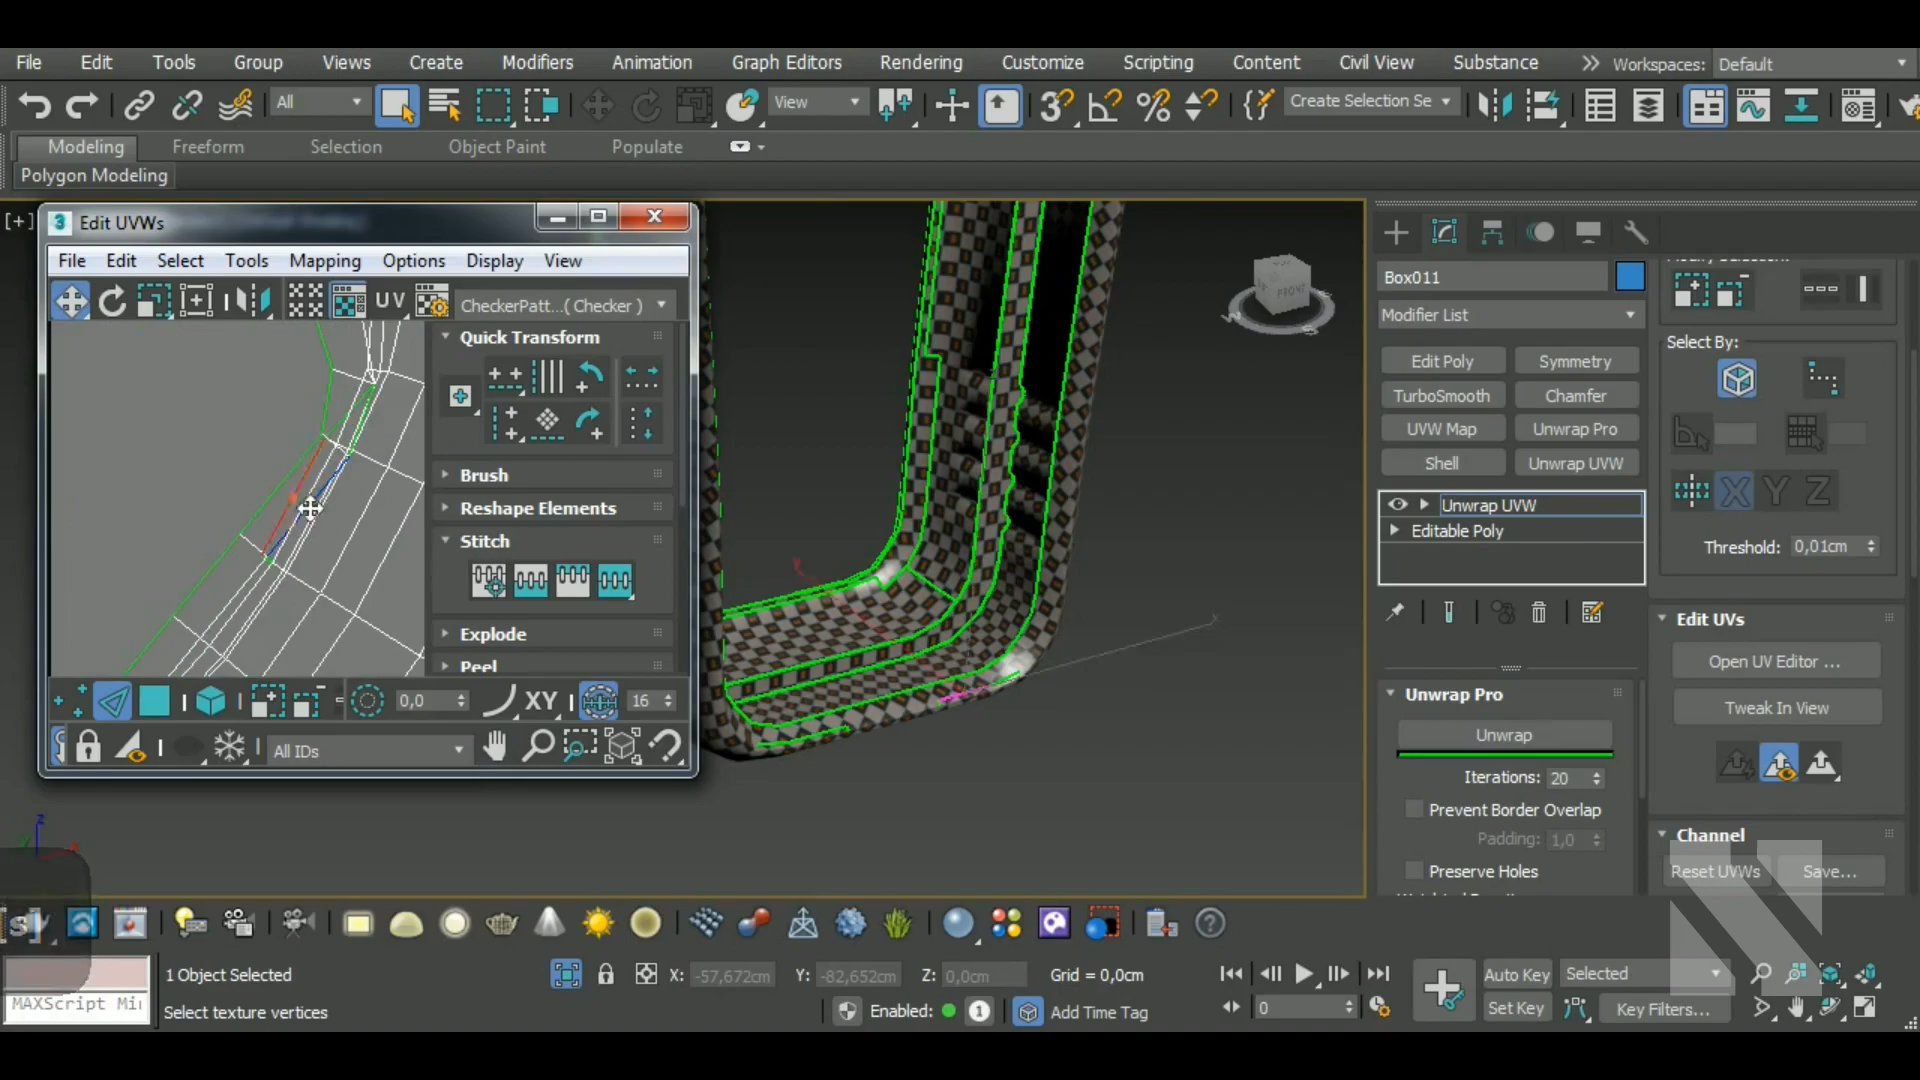 File Edit Tools Group Views Create Modifiers Animation Graph Editors Rendering Customize Scripting Content Civil View Substance Workspaces: Default
All View Create Selection Se
Modeling Freeform Selection Object Paint Populate
Polygon Modeling
[+]
3 Edit UVWs
File Edit Select Tools Mapping Options Display View
UV CheckerPatt...( Checker )
Quick Transform
Brush
Reshape Elements
Stitch
Explode
Peel
0,0 XY 16
All IDs
FRONT
Box011
Modifier List
Edit Poly Symmetry
TurboSmooth Chamfer
UVW Map Unwrap Pro
Shell Unwrap UVW
Unwrap UVW
Editable Poly
Unwrap Pro
Unwrap
Iterations: 20
Prevent Border Overlap
Padding: 1,0
Preserve Holes
Select By:
X Y Z
Threshold: 0,01cm
Edit UVs
Open UV Editor ...
Tweak In View
Channel
Reset UVWs Save...
1 Object Selected X: -57,672cm Y: -82,652cm Z: 0,0cm Grid = 0,0cm Auto Key Selected
MAXScript Mi
Select texture vertices Enabled: 1 Add Time Tag 0 Set Key Key Filters...